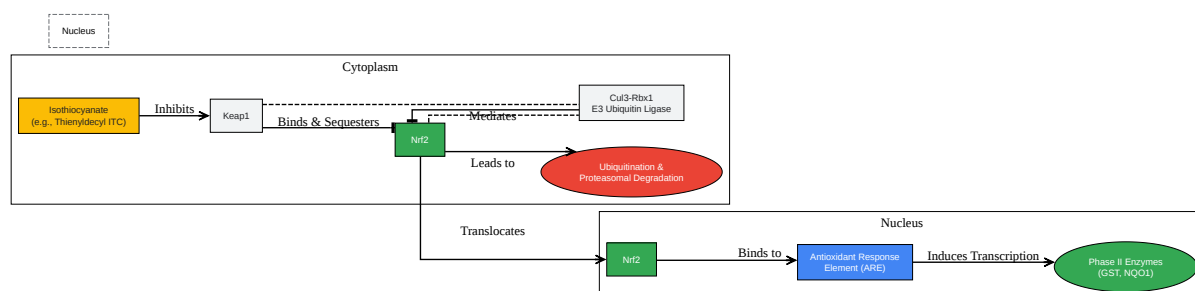 Nucleus
Cytoplasm
Isothiocyanate
(e.g., Thienyldecyl ITC)
Inhibits
Keap1
Binds & Sequesters
Cul3-Rbx1
E3 Ubiquitin Ligase
Mediates
Nrf2
Leads to
Ubiquitination &
Proteasomal Degradation
Translocates
Nucleus
Nrf2
Binds to
Antioxidant Response
Element (ARE)
Induces Transcription
Phase II Enzymes
(GST, NQO1)